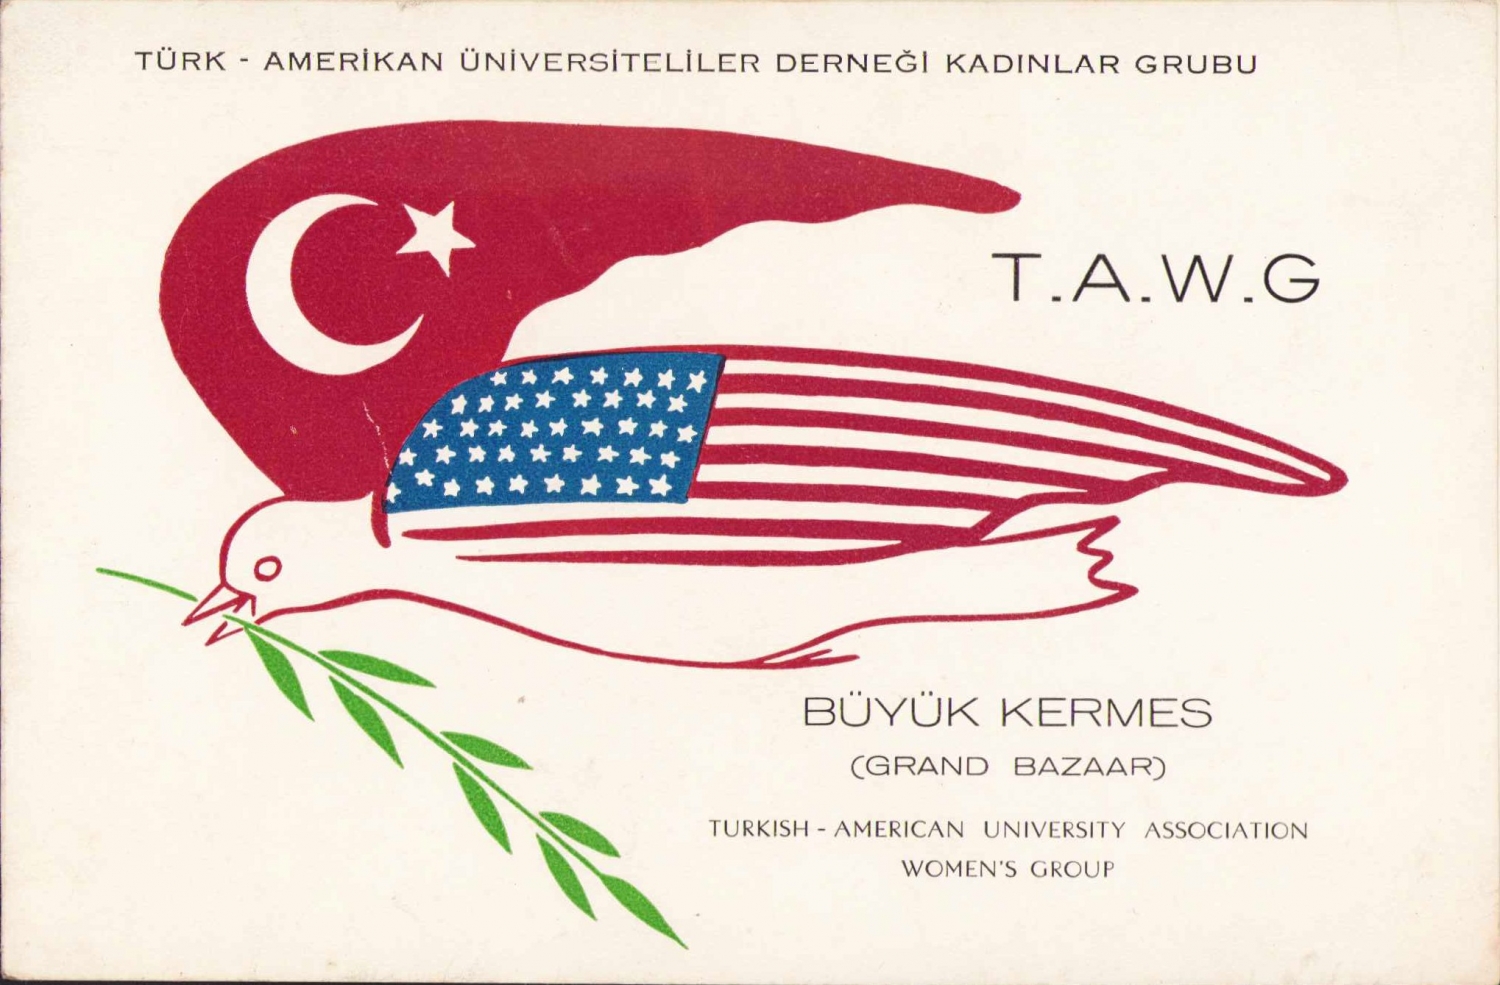 TÜRK - AMERİKAN ÜNİVERSİTELİLER DERNEĞİ KADINLAR GRUBU
T.A.W.G
BÜYÜK KERMES
(GRAND BAZAAR)
TURKISH - AMERICAN UNIVERSITY ASSOCIATION
WOMEN'S GROUP